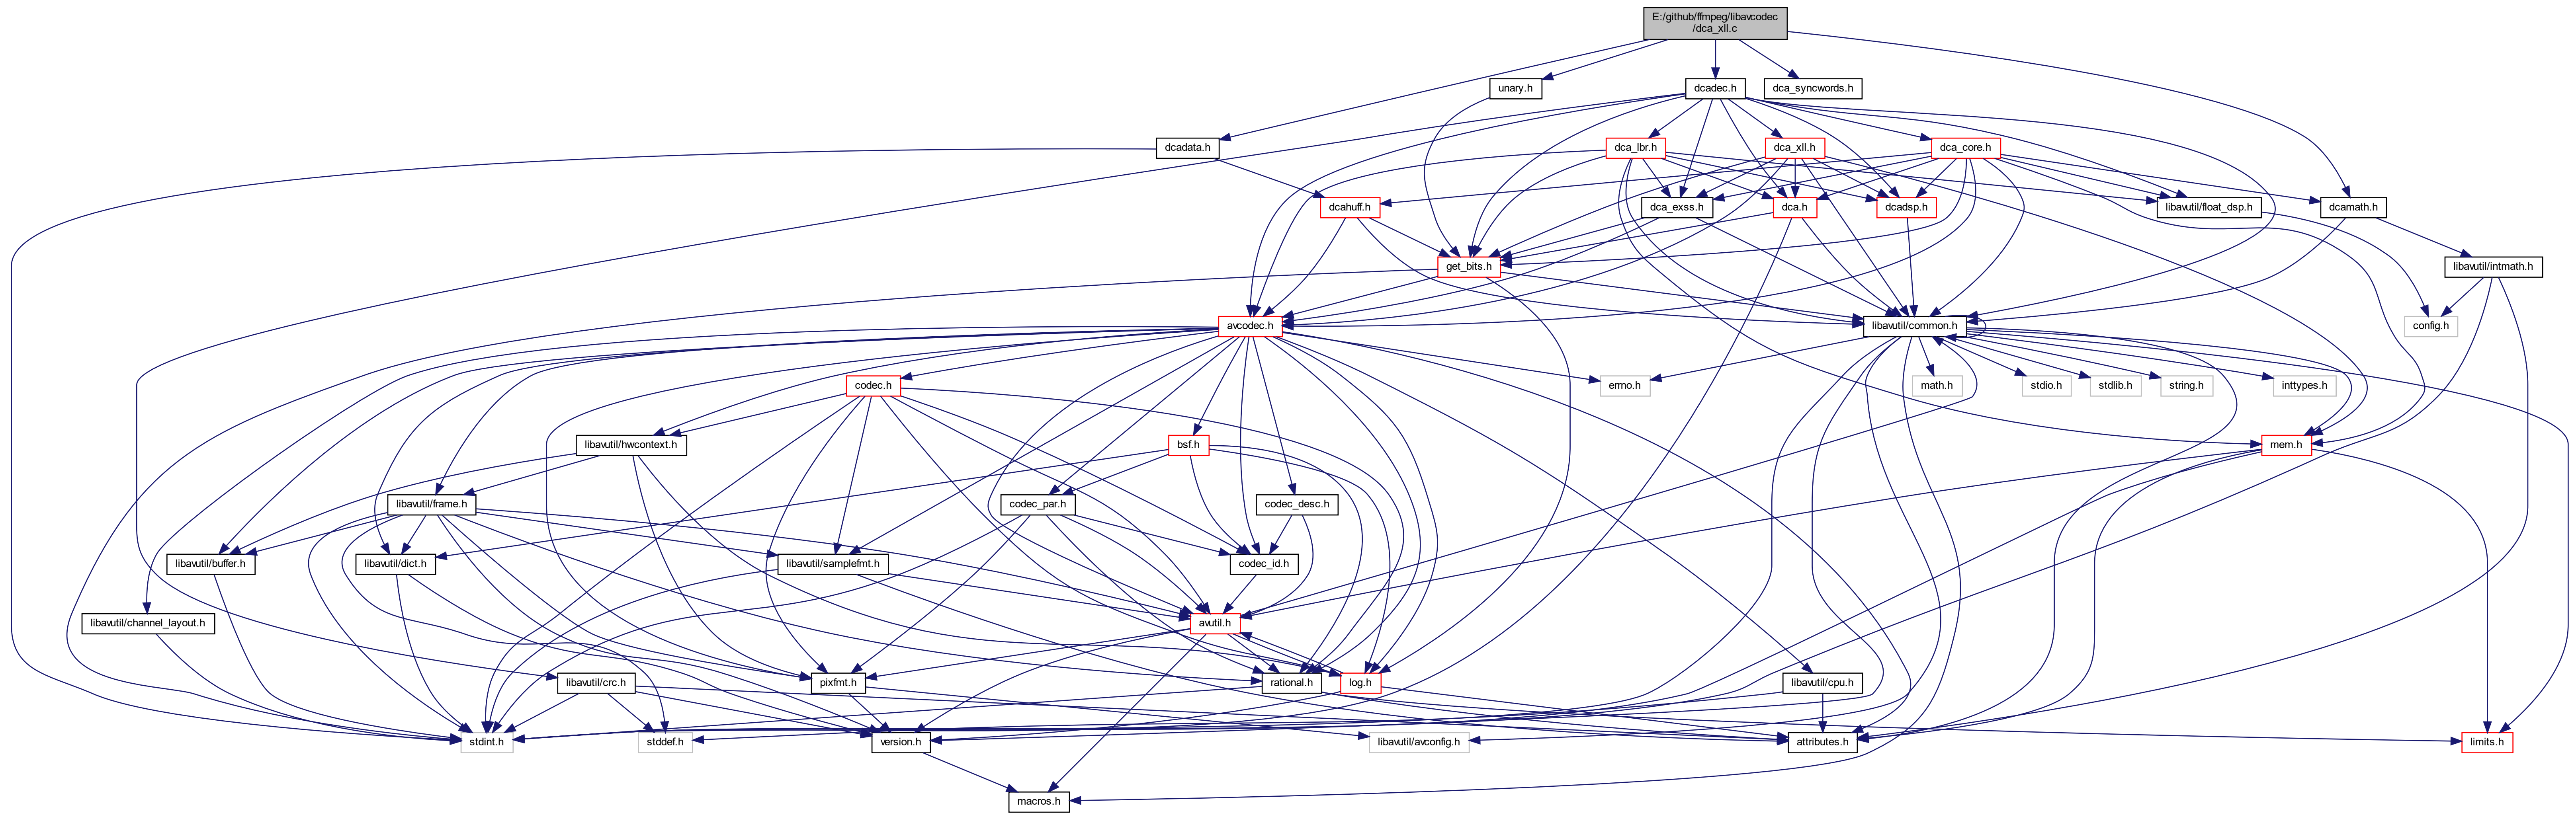 E:/github/ffmpeg/libavcodec
/dca_xll.c
unary.h
dcadec.h
dca_syncwords.h
dcadata.h
dca_lbr.h
dca_xll.h
dca_core.h
dcahuff.h
dca_exss.h
dca.h
dcadsp.h
libavutil/float_dsp.h
dcamath.h
get_bits.h
libavutil/intmath.h
avcodec.h
libavutil/common.h
config.h
codec.h
errno.h
math.h
stdio.h
stdlib.h
string.h
inttypes.h
libavutil/hwcontext.h
bsf.h
mem.h
libavutil/frame.h
codec_par.h
codec_desc.h
libavutil/buffer.h
libavutil/dict.h
libavutil/samplefmt.h
codec_id.h
libavutil/channel_layout.h
avutil.h
libavutil/crc.h
pixfmt.h
rational.h
log.h
libavutil/cpu.h
stdint.h
stddef.h
version.h
libavutil/avconfig.h
attributes.h
limits.h
macros.h